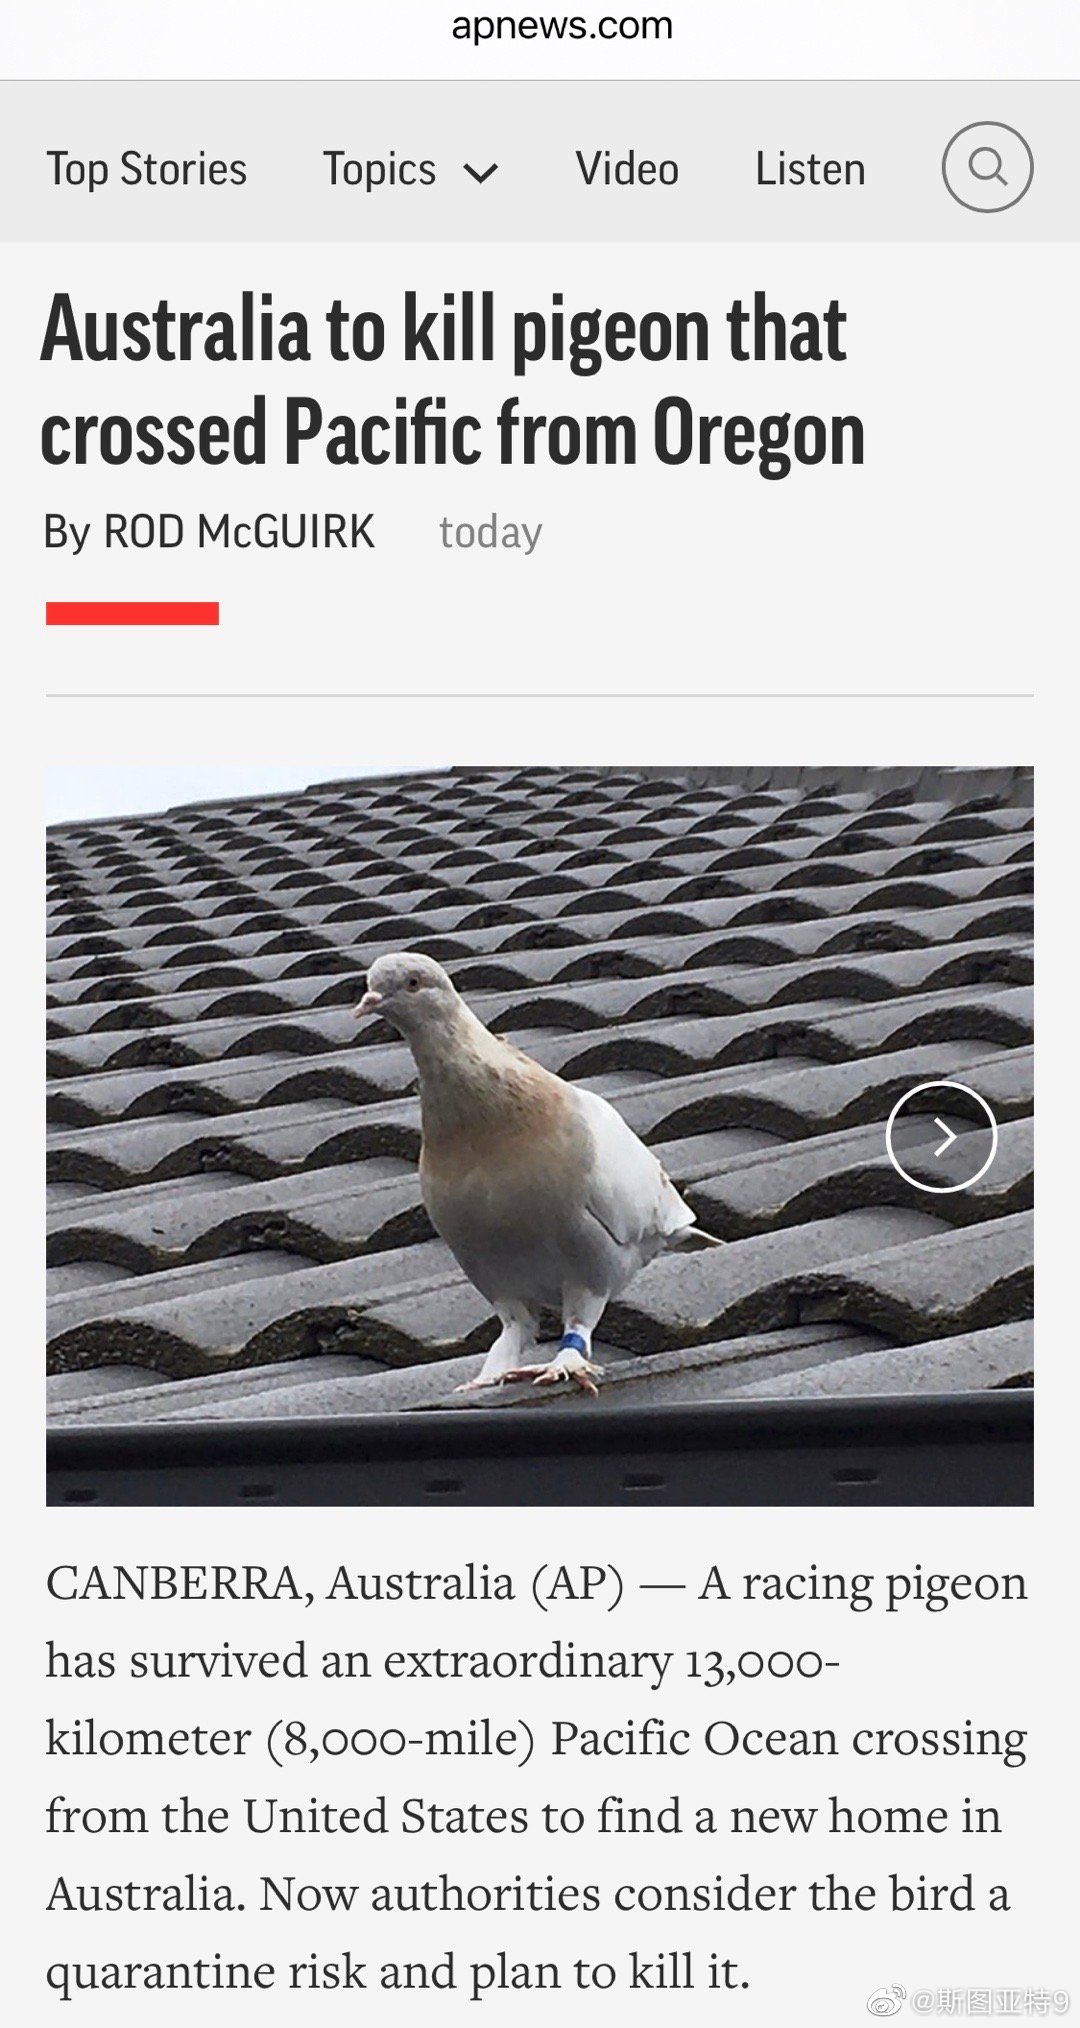 apnews.com
Top Stories Topics Video Listen
Australia to kill pigeon that
crossed Pacific from Oregon
By ROD McGUIRK today
CANBERRA, Australia (AP) — A racing pigeon
has survived an extraordinary 13,000-
kilometer (8,000-mile) Pacific Ocean crossing
from the United States to find a new home in
Australia. Now authorities consider the bird a
quarantine risk and plan to kill it.
@斯图亚特9